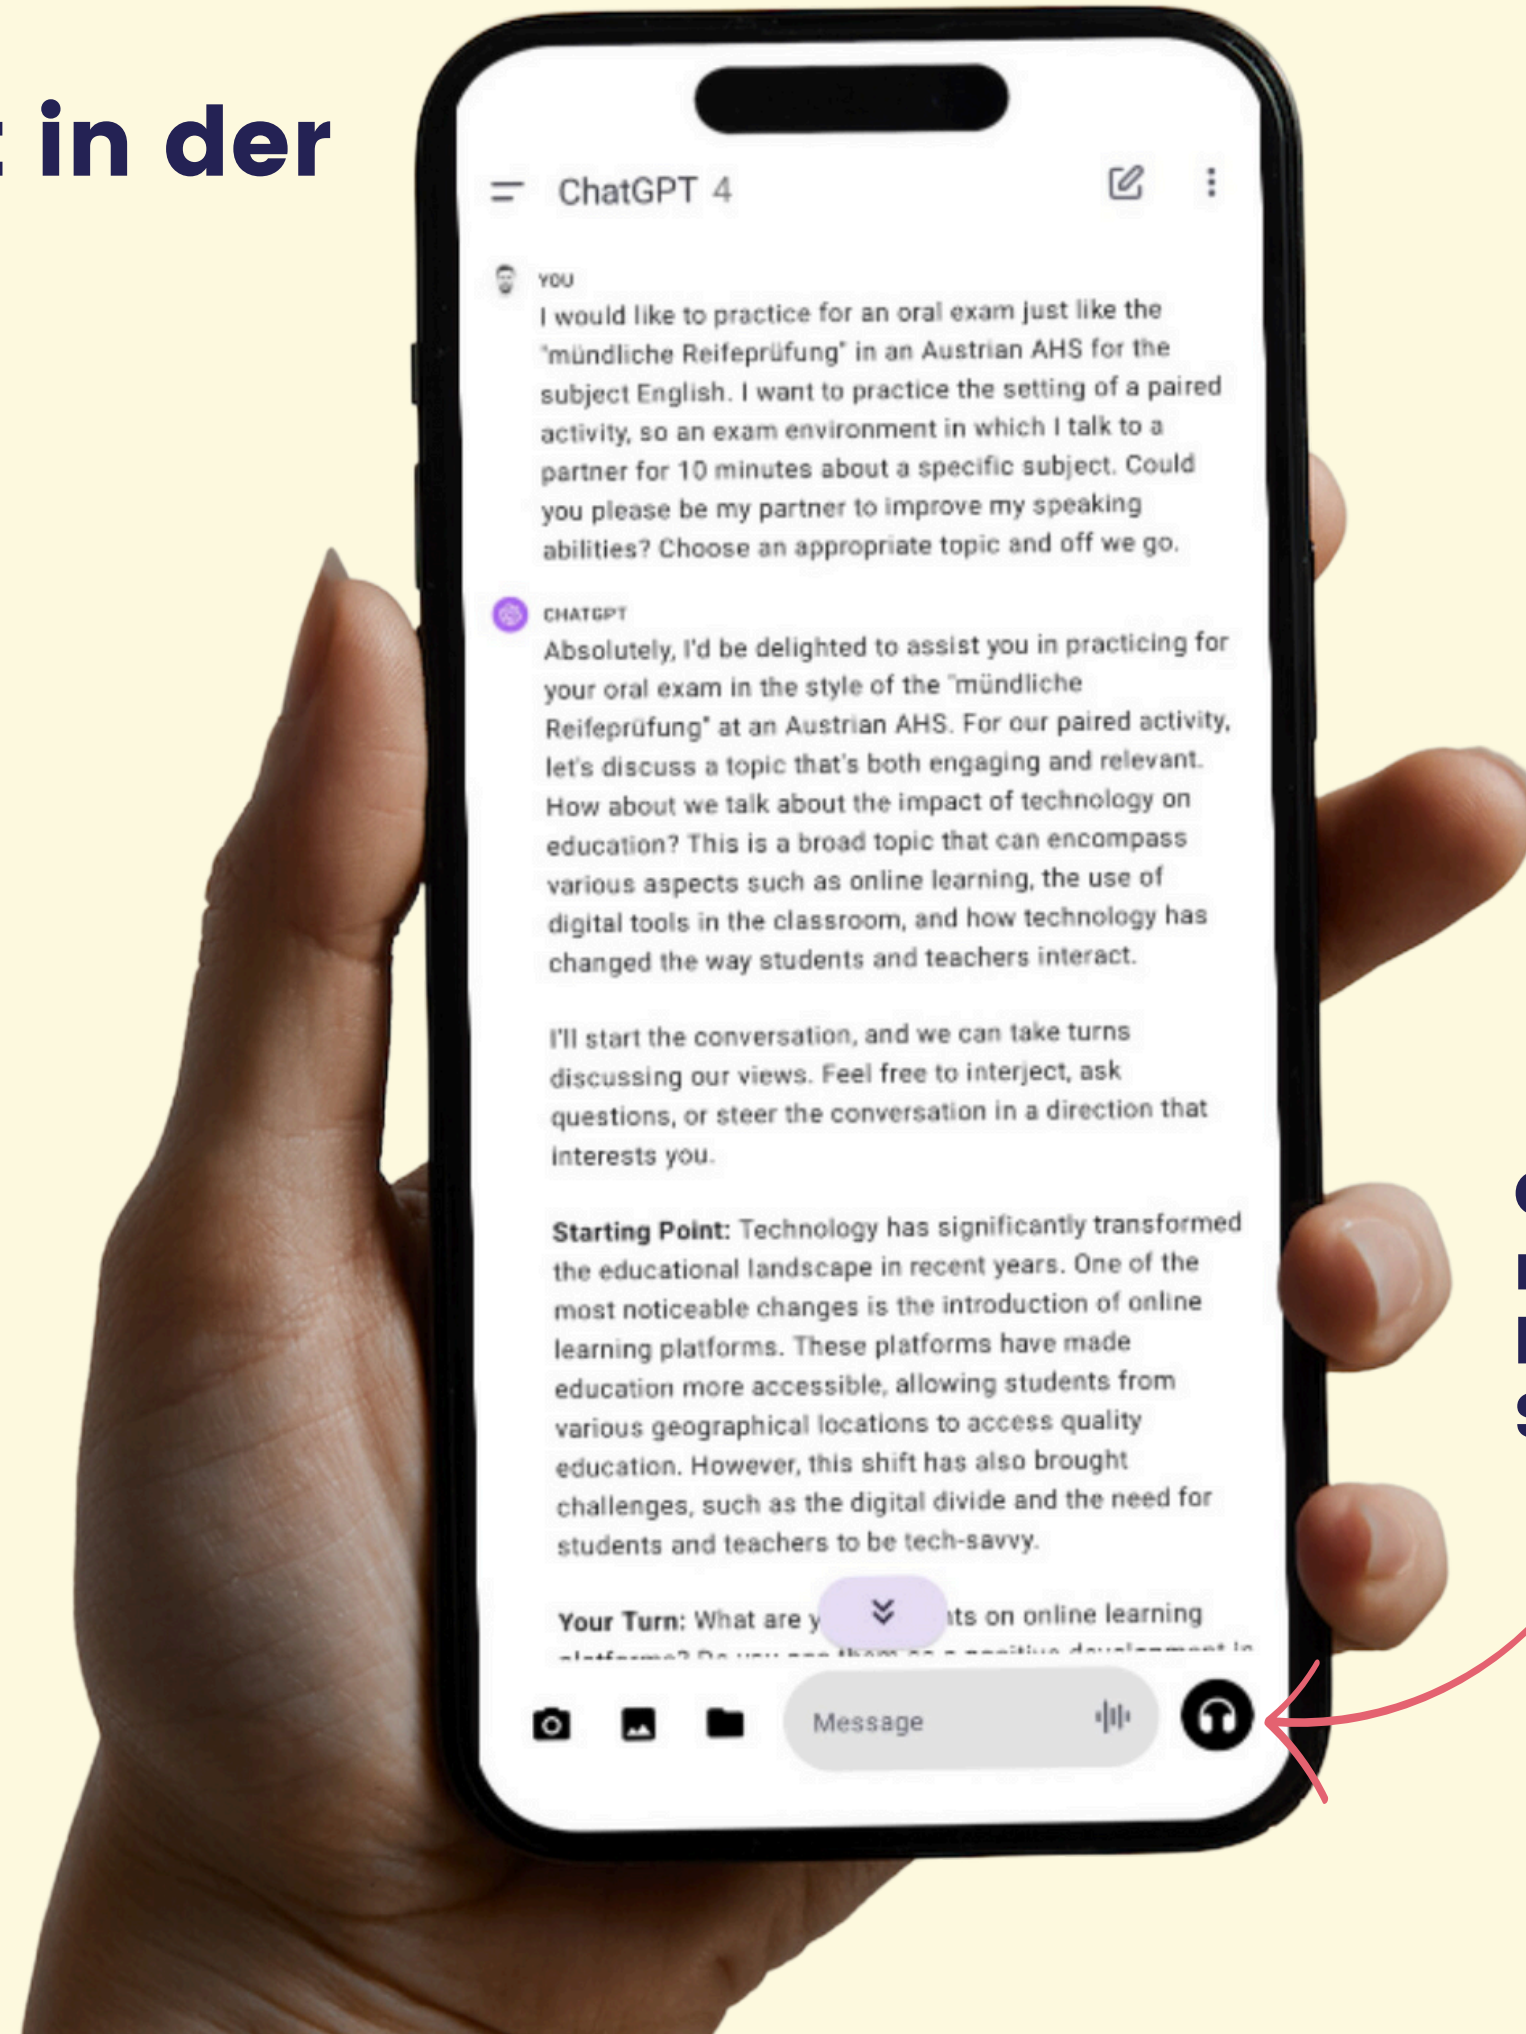 in der
ChatGPT 4
YOU
I would like to practice for an oral exam just like the
"mündliche Reifeprüfung" in an Austrian AHS for the
subject English. I want to practice the setting of a paired
activity, so an exam environment in which I talk to a
partner for 10 minutes about a specific subject. Could
you please be my partner to improve my speaking
abilities? Choose an appropriate topic and off we go.
CHATGPT
Absolutely, I'd be delighted to assist you in practicing for
your oral exam in the style of the "mündliche
Reifeprüfung" at an Austrian AHS. For our paired activity,
let's discuss a topic that's both engaging and relevant.
How about we talk about the impact of technology on
education? This is a broad topic that can encompass
various aspects such as online learning, the use of
digital tools in the classroom, and how technology has
changed the way students and teachers interact.
I'll start the conversation, and we can take turns
discussing our views. Feel free to interject, ask
questions, or steer the conversation in a direction that
interests you.
Starting Point: Technology has significantly transformed
the educational landscape in recent years. One of the
most noticeable changes is the introduction of online
learning platforms. These platforms have made
education more accessible, allowing students from
various geographical locations to access quality
education. However, this shift has also brought
challenges, such as the digital divide and the need for
students and teachers to be tech-savvy.
Your Turn: What are on online learning
Message